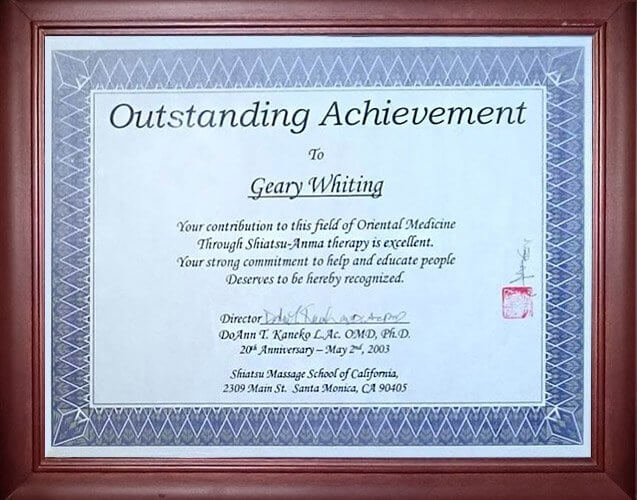 Outstanding Achievement
To
Geary Whiting
Your contribution to this field of Oriental Medicine
Through Shiatsu-Anma therapy is excellent.
Your strong commitment to help and educate people
Deserves to be hereby recognized.
Director
DoAnn T. Kaneko L.Ac. OMD, Ph.D.
20th Anniversary – May 2nd, 2003
Shiatsu Massage School of California,
2309 Main St. Santa Monica, CA 90405